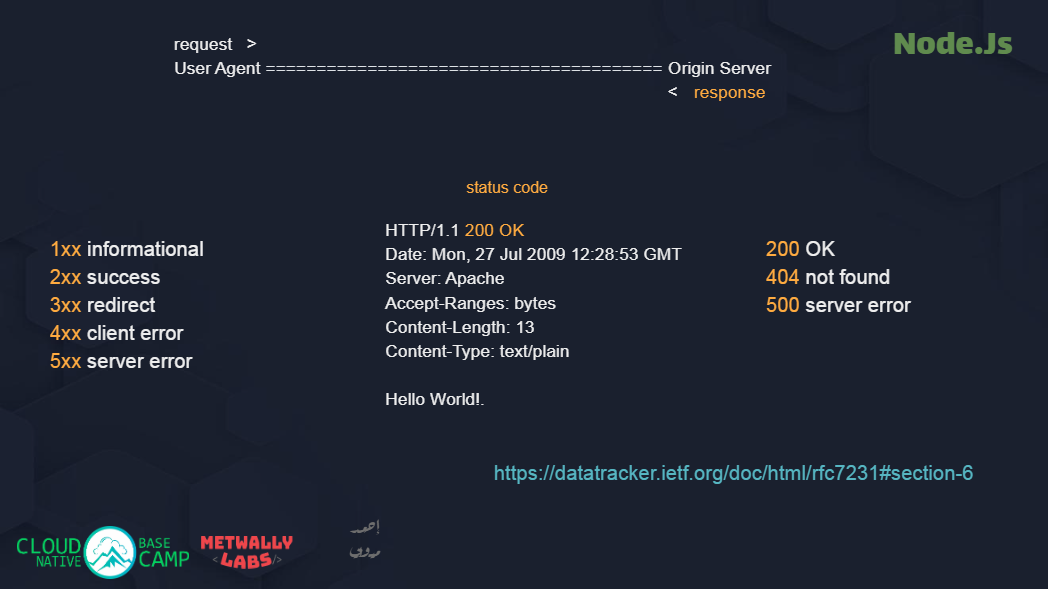 Node.Js
request >
User Agent ======================================= Origin Server
< response
status code
1xx informational
2xx success
3xx redirect
4xx client error
5xx server error
HTTP/1.1 200 OK
Date: Mon, 27 Jul 2009 12:28:53 GMT
Server: Apache
Accept-Ranges: bytes
Content-Length: 13
Content-Type: text/plain
Hello World!.
200 OK
404 not found
500 server error
https://datatracker.ietf.org/doc/html/rfc7231#section-6
CLOUD NATIVE BASE CAMP
METWALLY
<LABS/>
احمد